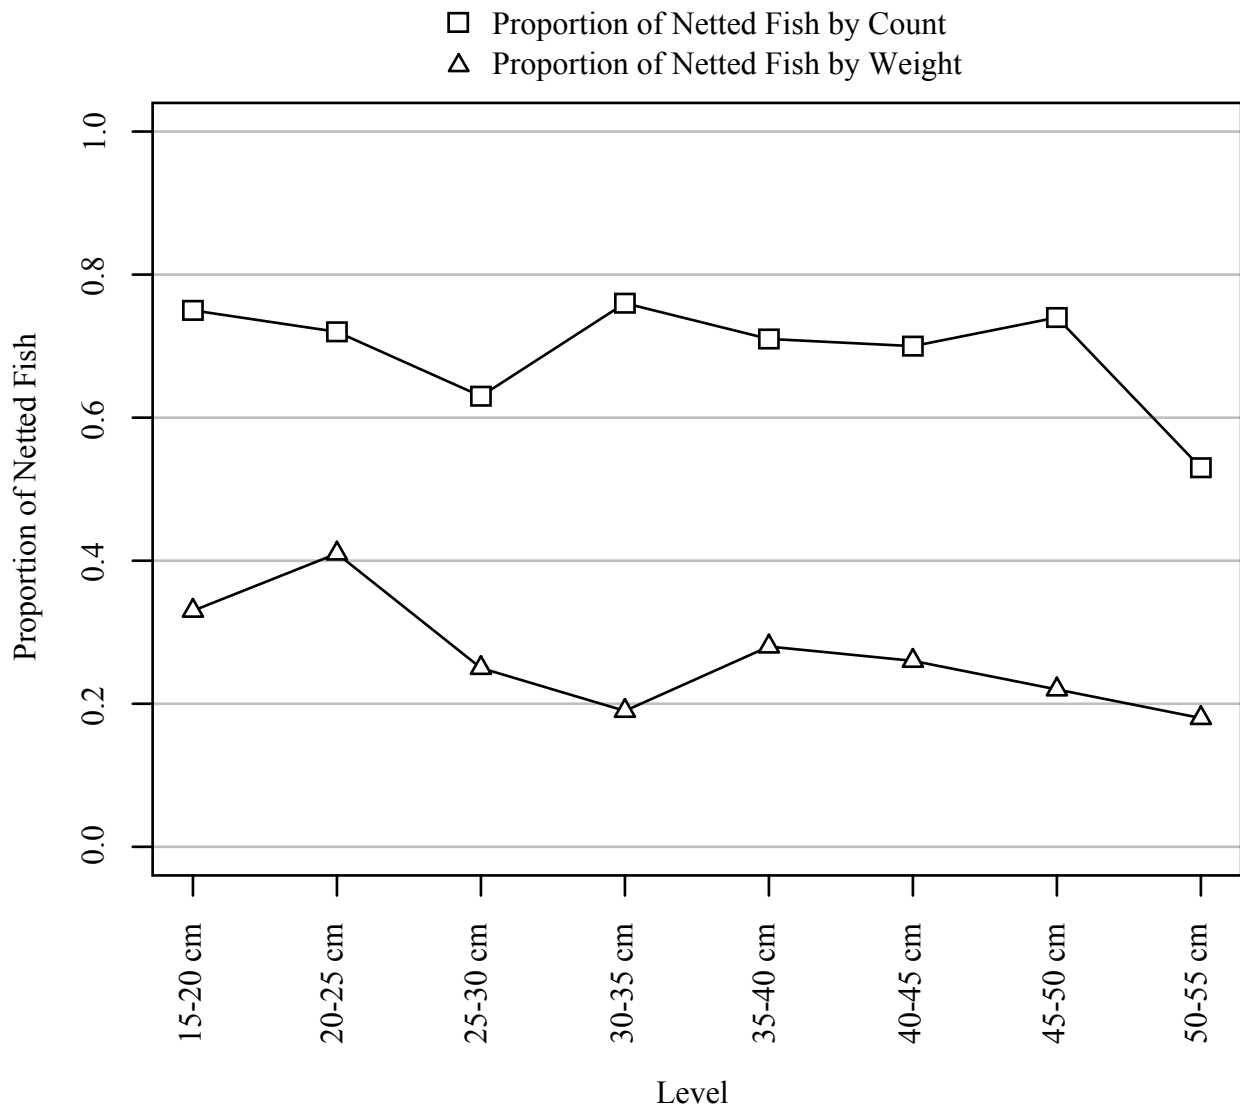 Proportion of Netted Fish by Count
Proportion of Netted Fish by Weight
Proportion of Netted Fish
1.0
0.8
0.6
0.4
0.2
0.0
15-20 cm
20-25 cm
25-30 cm
30-35 cm
35-40 cm
40-45 cm
45-50 cm
50-55 cm
Level